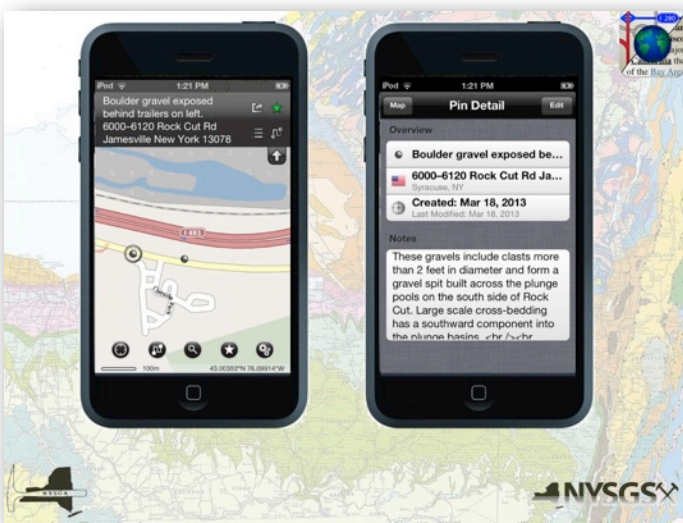 I 280
of the Bay Area
iPod 1:21 PM
Boulder gravel exposed
behind trailers on left.
6000–6120 Rock Cut Rd
Jamesville New York 13078
I 481
100m 43.00262°N 76.09914°W
iPod 1:21 PM
Map Pin Detail Edit
Overview
Boulder gravel exposed be...
6000–6120 Rock Cut Rd Ja...
Syracuse, NY
Created: Mar 18, 2013
Last Modified: Mar 18, 2013
Notes
These gravels include clasts more
than 2 feet in diameter and form a
gravel spit built across the plunge
pools on the south side of Rock
Cut. Large scale cross-bedding
has a southward component into
the plunge basins. <br /><br
NYSGA
NYSGS